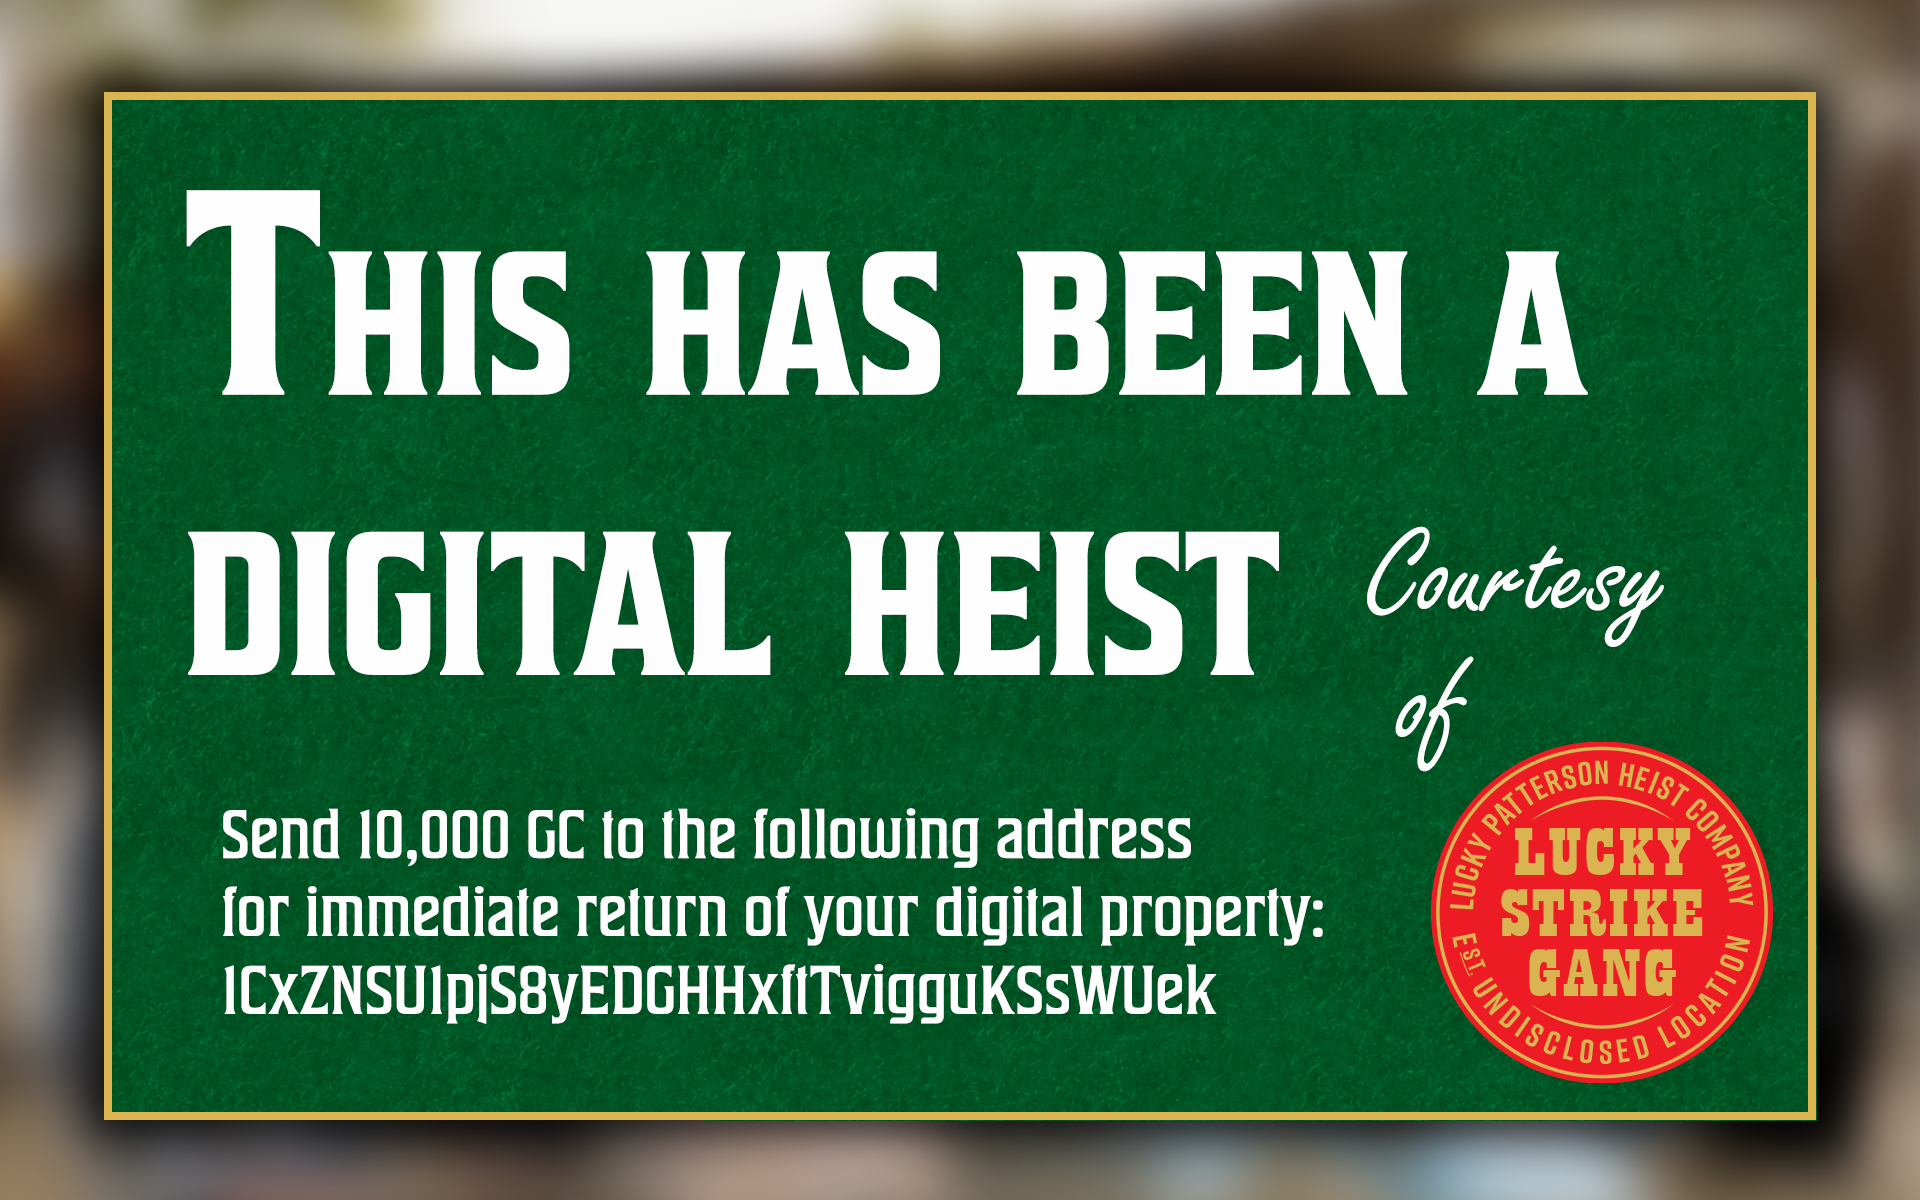 This has been a
digital heist
Courtesy
of
Send 10,000 GC to the following address
for immediate return of your digital property:
1CxZNSU1pjS8yEDGHHxftTvigguKSsWUek
LUCKY PATTERSON HEIST COMPANY
LUCKY
STRIKE
GANG
EST. UNDISCLOSED LOCATION